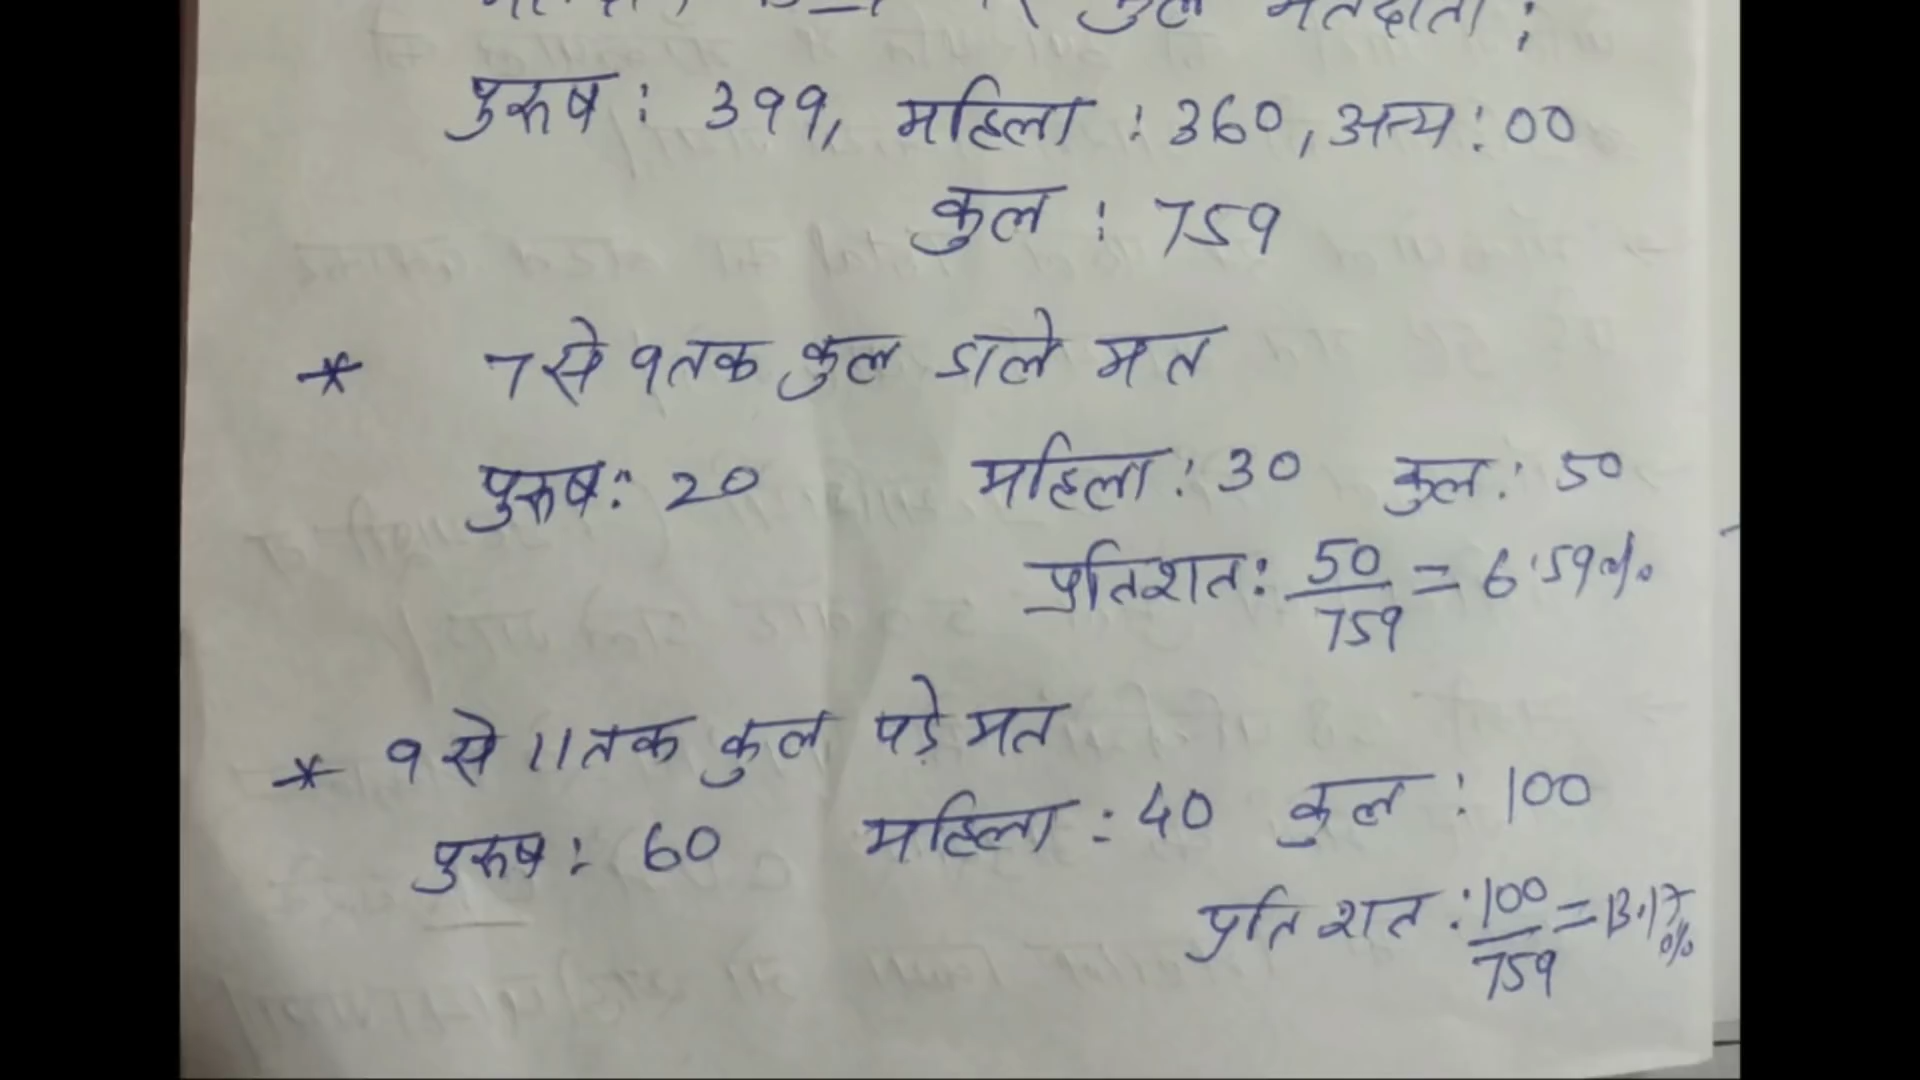 कुल मतदाता :
पुरुष : 399, महिला : 360, अन्य : 00
कुल : 759
* 7 से 9 तक कुल डाले मत
पुरुष : 20 महिला : 30 कुल : 50
प्रतिशत : 50/759 = 6.59%
* 9 से 11 तक कुल पड़े मत
पुरुष : 60 महिला : 40 कुल : 100
प्रतिशत : 100/759 = 13.17%